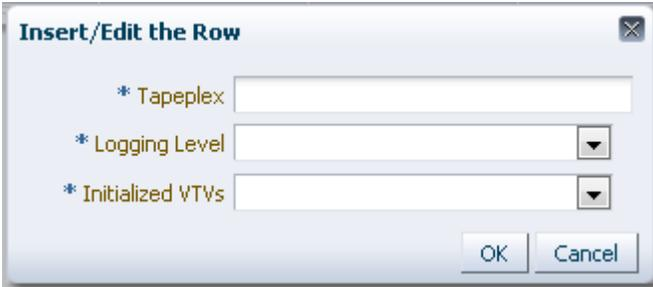 Insert/Edit the Row
* Tapeplex
* Logging Level
* Initialized VTVs
OK Cancel